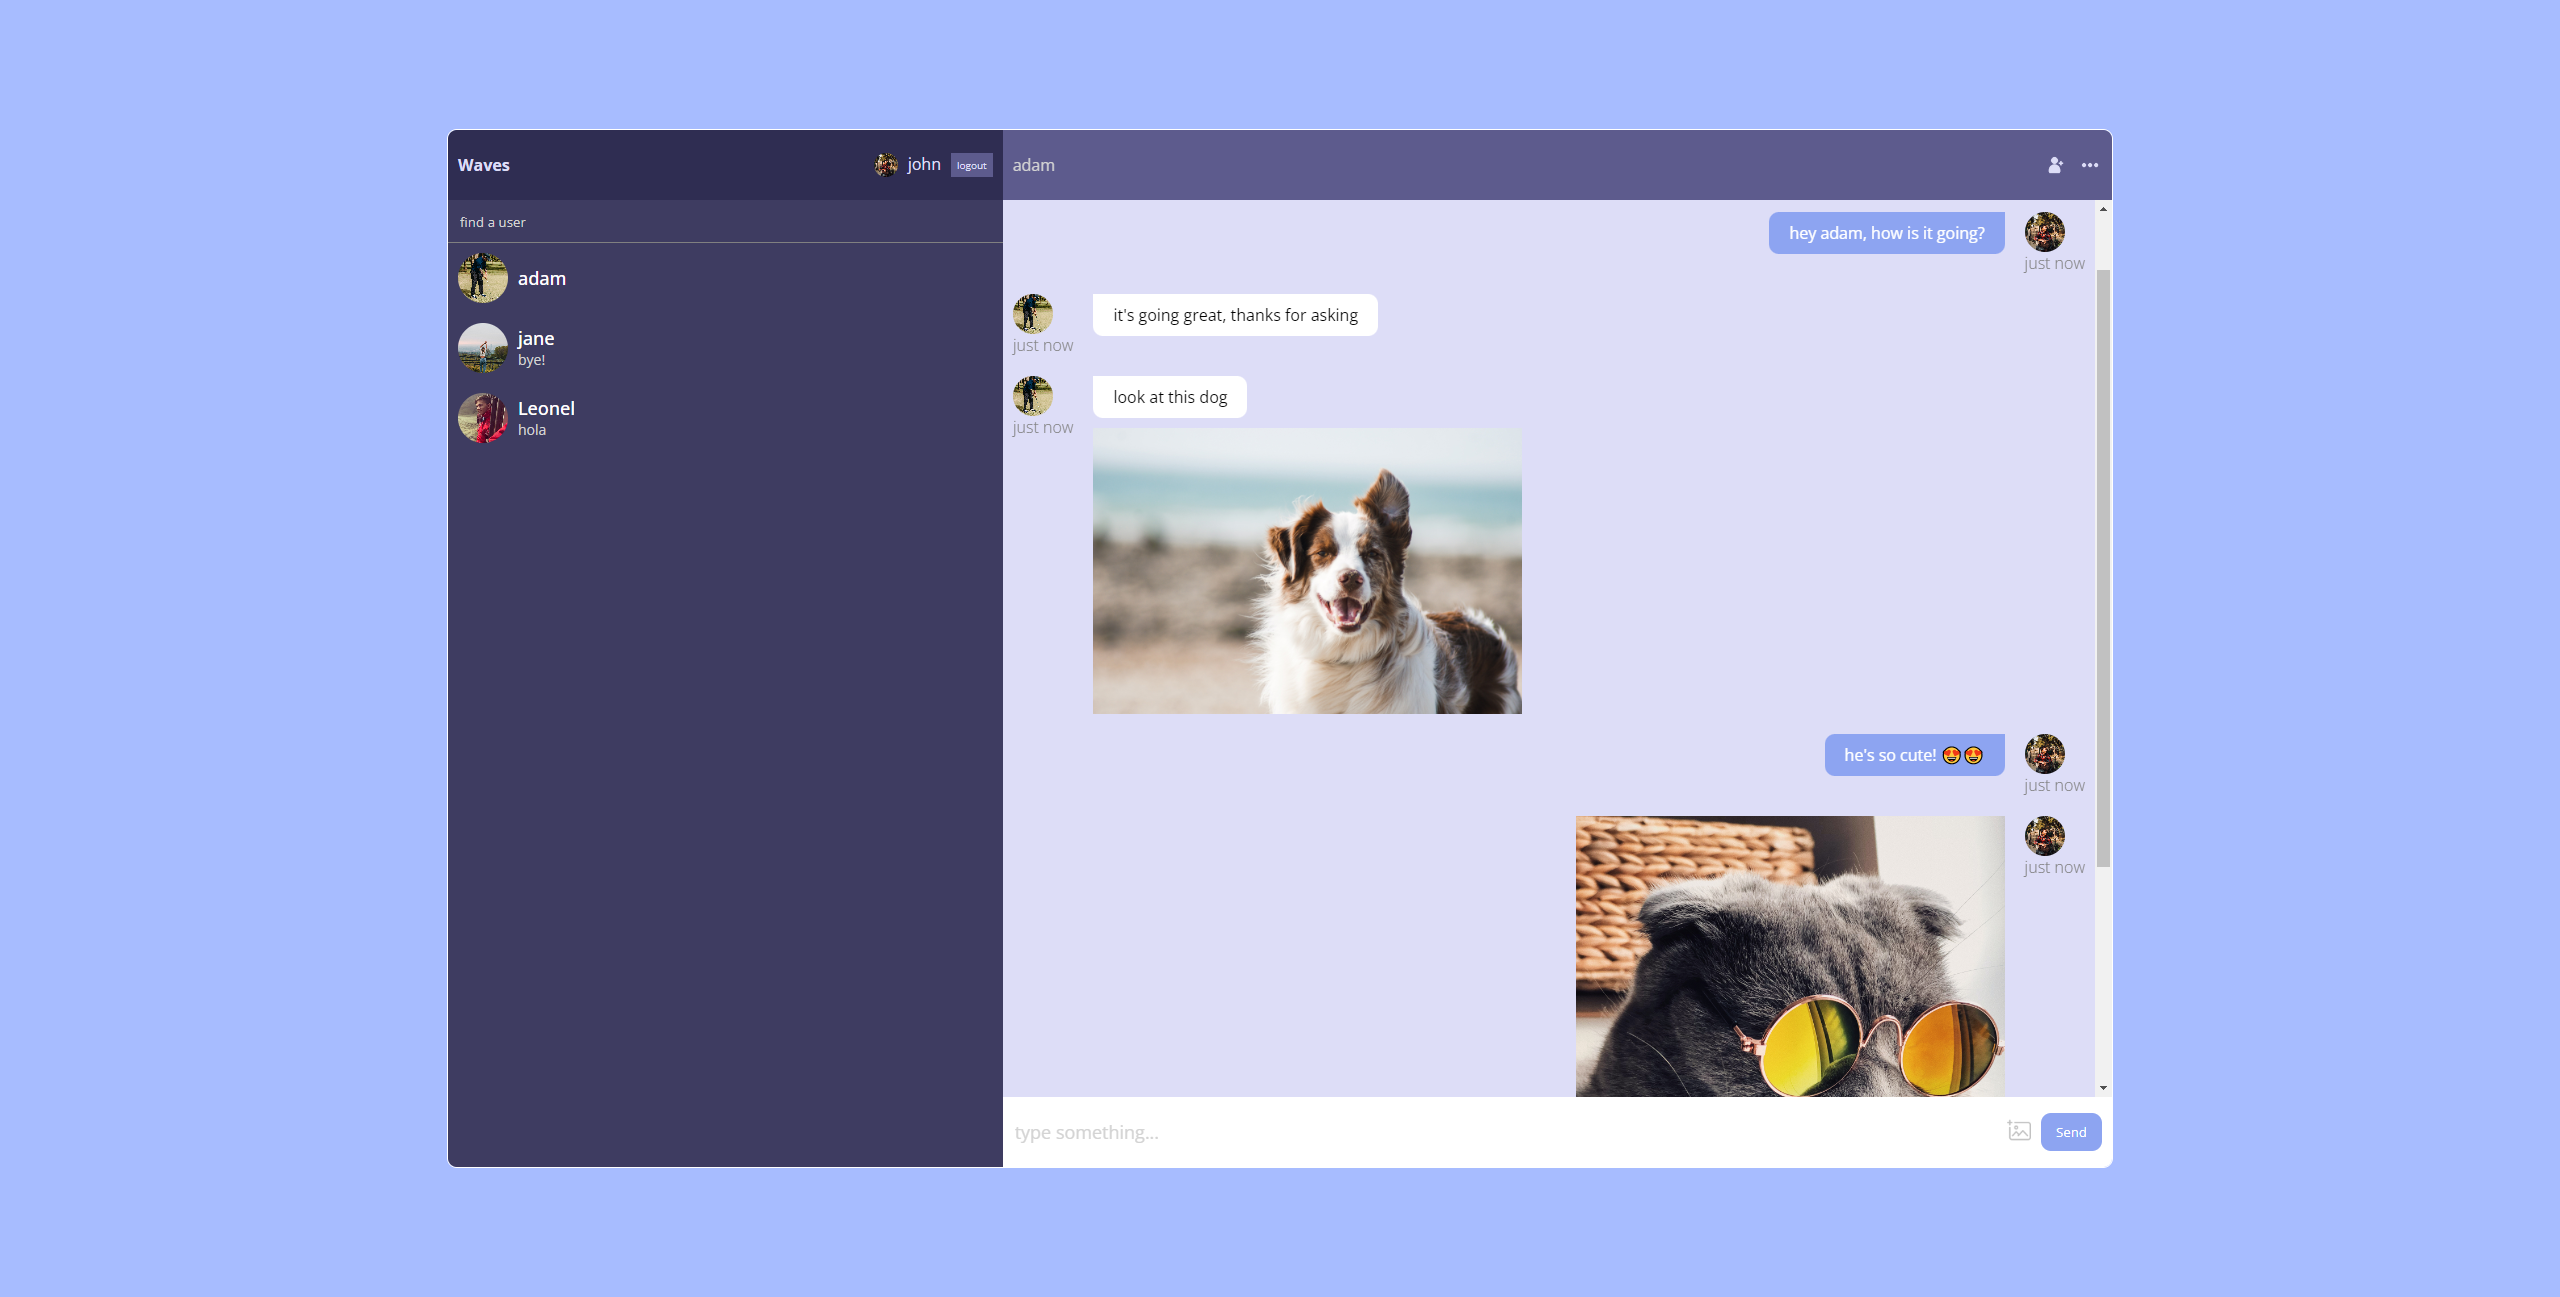 Waves
john
logout
find a user
adam
jane
bye!
Leonel
hola
adam
hey adam, how is it going?
just now
it's going great, thanks for asking
just now
look at this dog
just now
he's so cute! 😍😍
just now
just now
type something...
Send